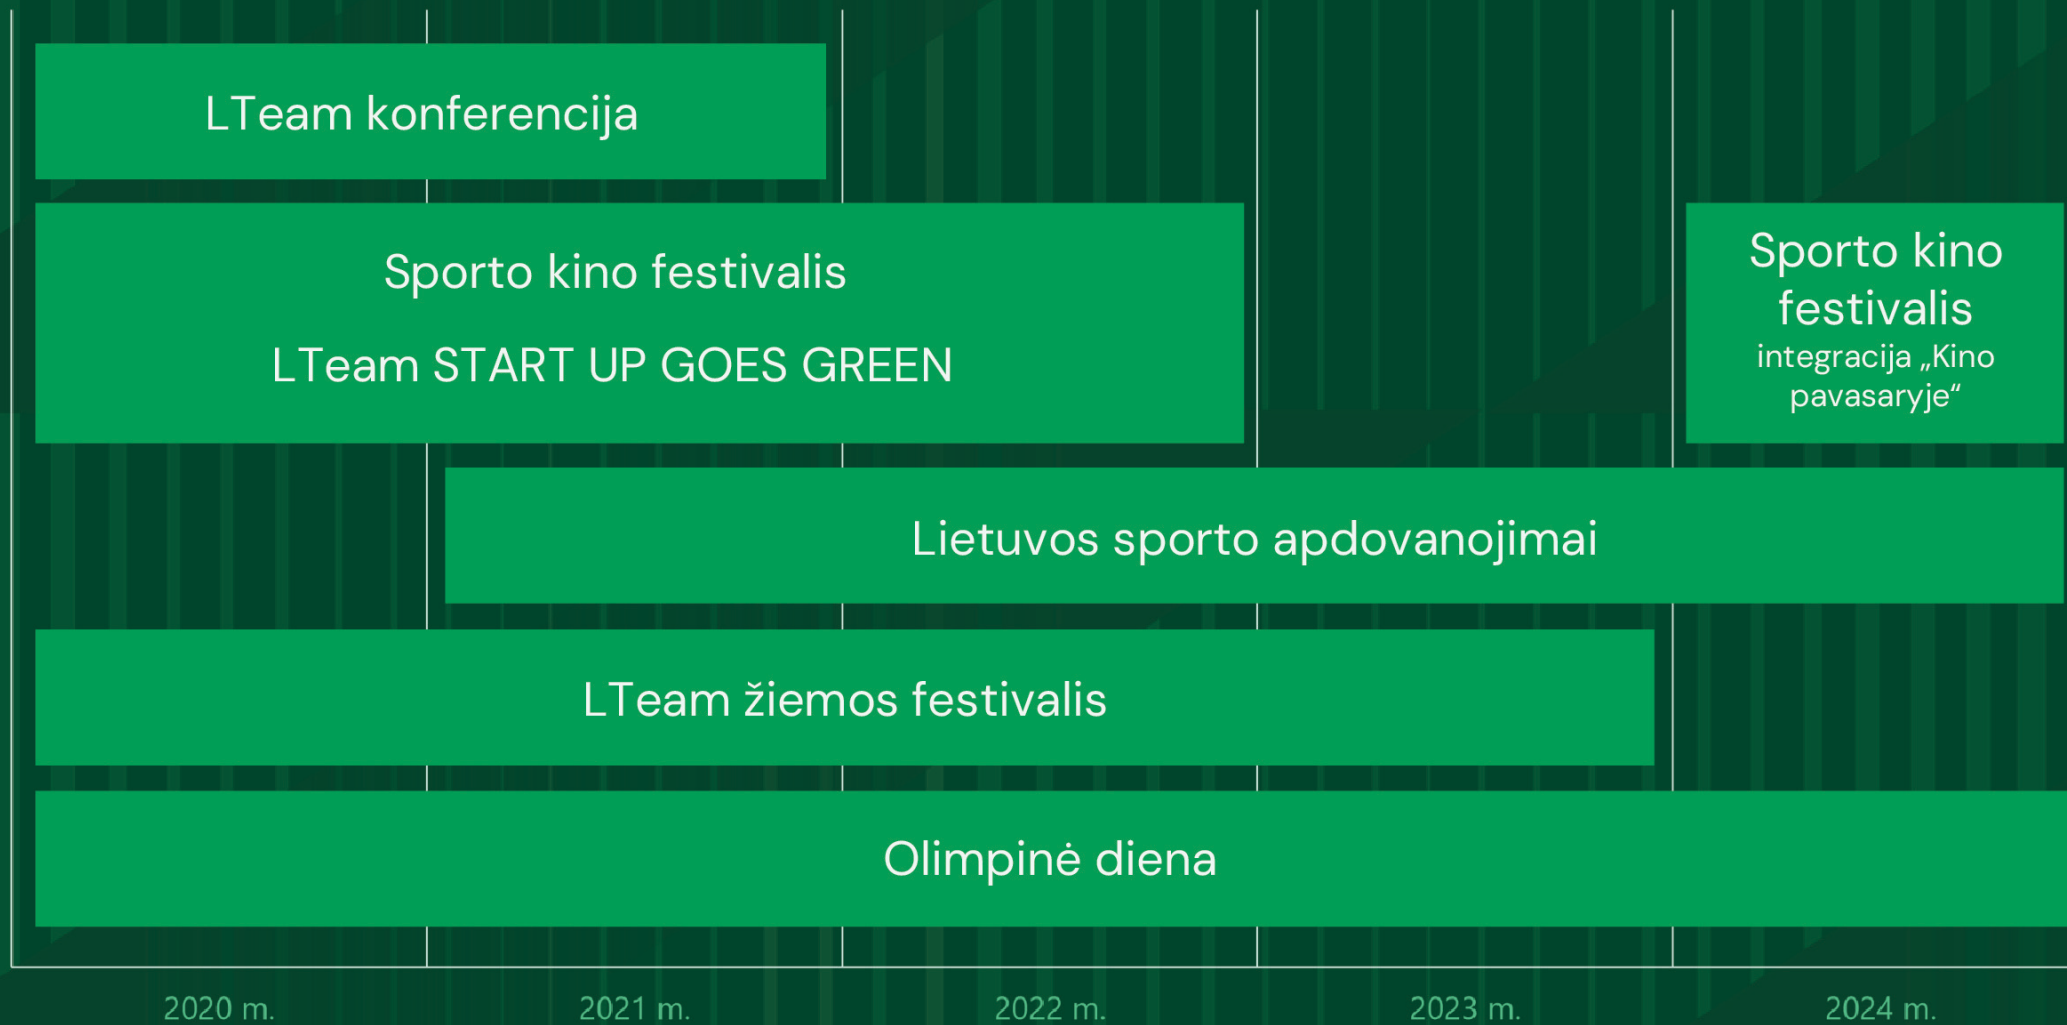 LTeam konferencija
Sporto kino festivalis
LTeam START UP GOES GREEN
Sporto kino
festivalis
integracija „Kino
pavasaryje“
Lietuvos sporto apdovanojimai
LTeam žiemos festivalis
Olimpinė diena
2020 m.
2021 m.
2022 m.
2023 m.
2024 m.